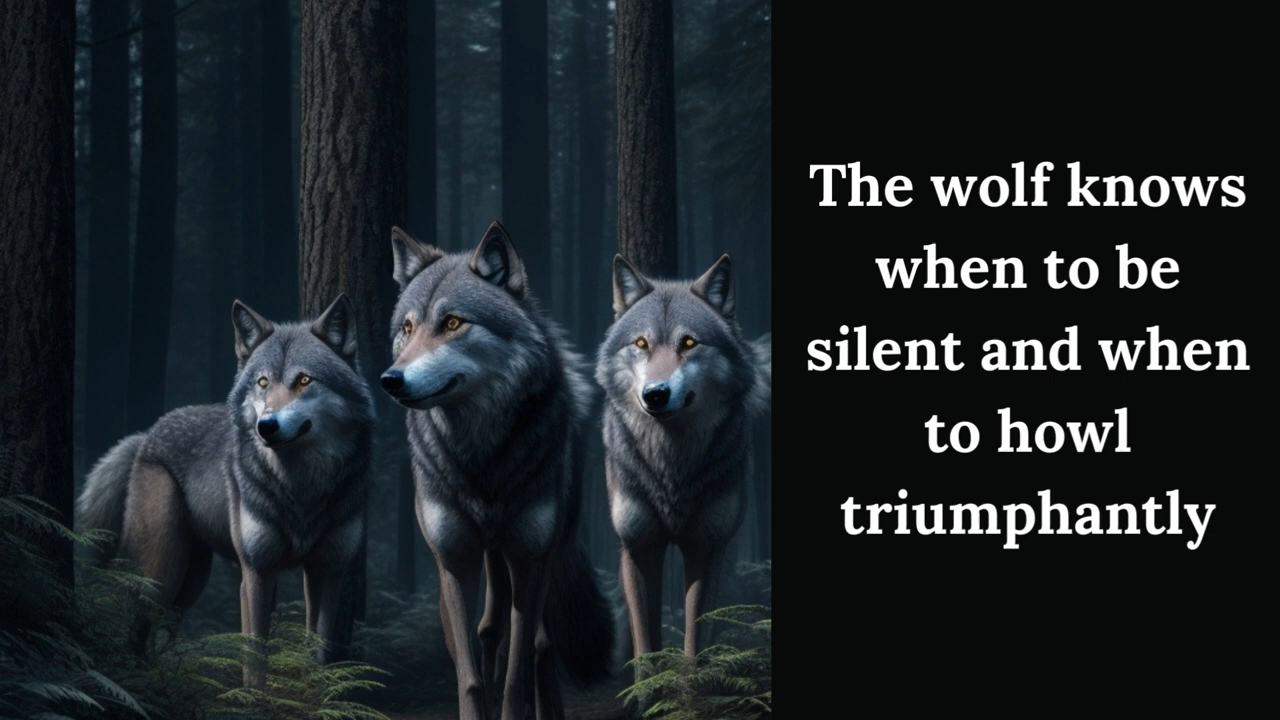 The wolf knows
when to be
silent and when
to howl
triumphantly